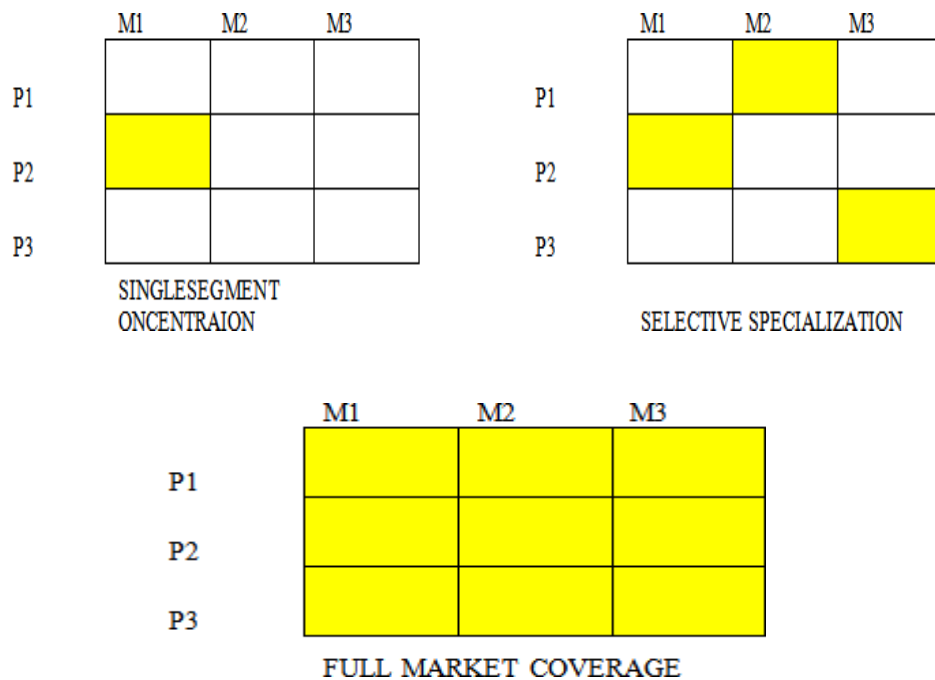 M1 M2 M3
P1
P2
P3
SINGLESEGMENT
ONCENTRAION
M1 M2 M3
P1
P2
P3
SELECTIVE SPECIALIZATION
M1 M2 M3
P1
P2
P3
FULL MARKET COVERAGE